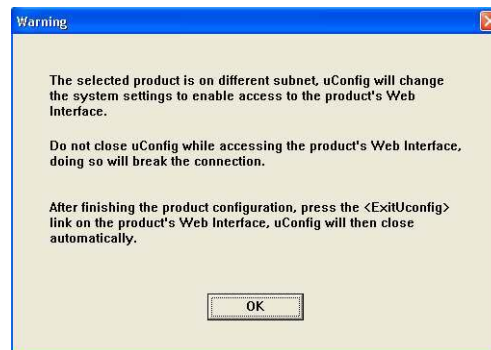 Warning
The selected product is on different subnet, uConfig will change
the system settings to enable access to the product's Web
Interface.
Do not close uConfig while accessing the product's Web Interface,
doing so will break the connection.
After finishing the product configuration, press the <ExitUconfig>
link on the product's Web Interface, uConfig will then close
automatically.
OK